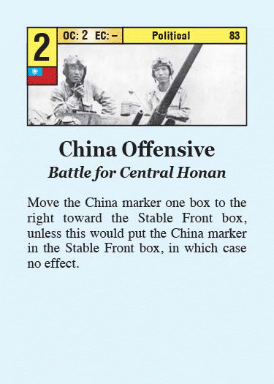 2
OC: 2 EC: –
Political
83
China Offensive
Battle for Central Honan
Move the China marker one box to the
right toward the Stable Front box,
unless this would put the China marker
in the Stable Front box, in which case
no effect.